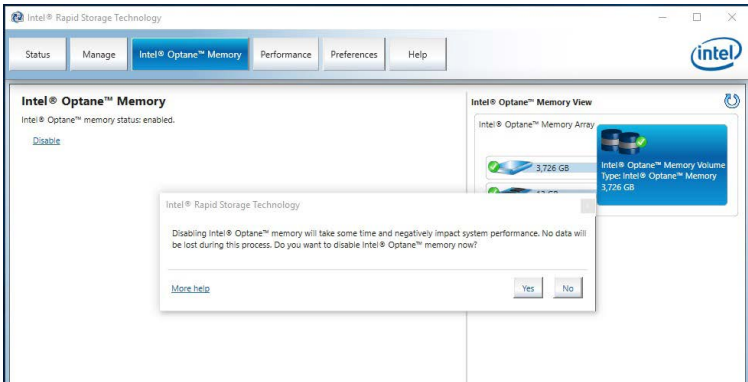 Intel® Rapid Storage Technology
Status
Manage
Intel® Optane™ Memory
Performance
Preferences
Help
intel
Intel® Optane™ Memory
Intel® Optane™ memory status: enabled.
Disable
Intel® Optane™ Memory View
Intel® Optane™ Memory Array
3,726 GB
Intel® Optane™ Memory Volume
Type: Intel® Optane™ Memory
3,726 GB
Intel® Rapid Storage Technology
Disabling Intel® Optane™ memory will take some time and negatively impact system performance. No data will
be lost during this process. Do you want to disable Intel® Optane™ memory now?
More help
Yes
No